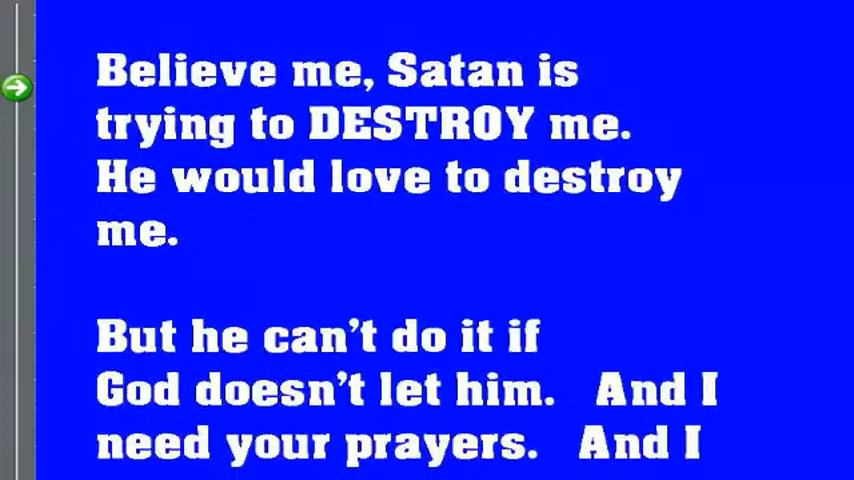 Believe me, Satan is
trying to DESTROY me.
He would love to destroy
me.
But he can't do it if
God doesn't let him. And I
need your prayers. And I